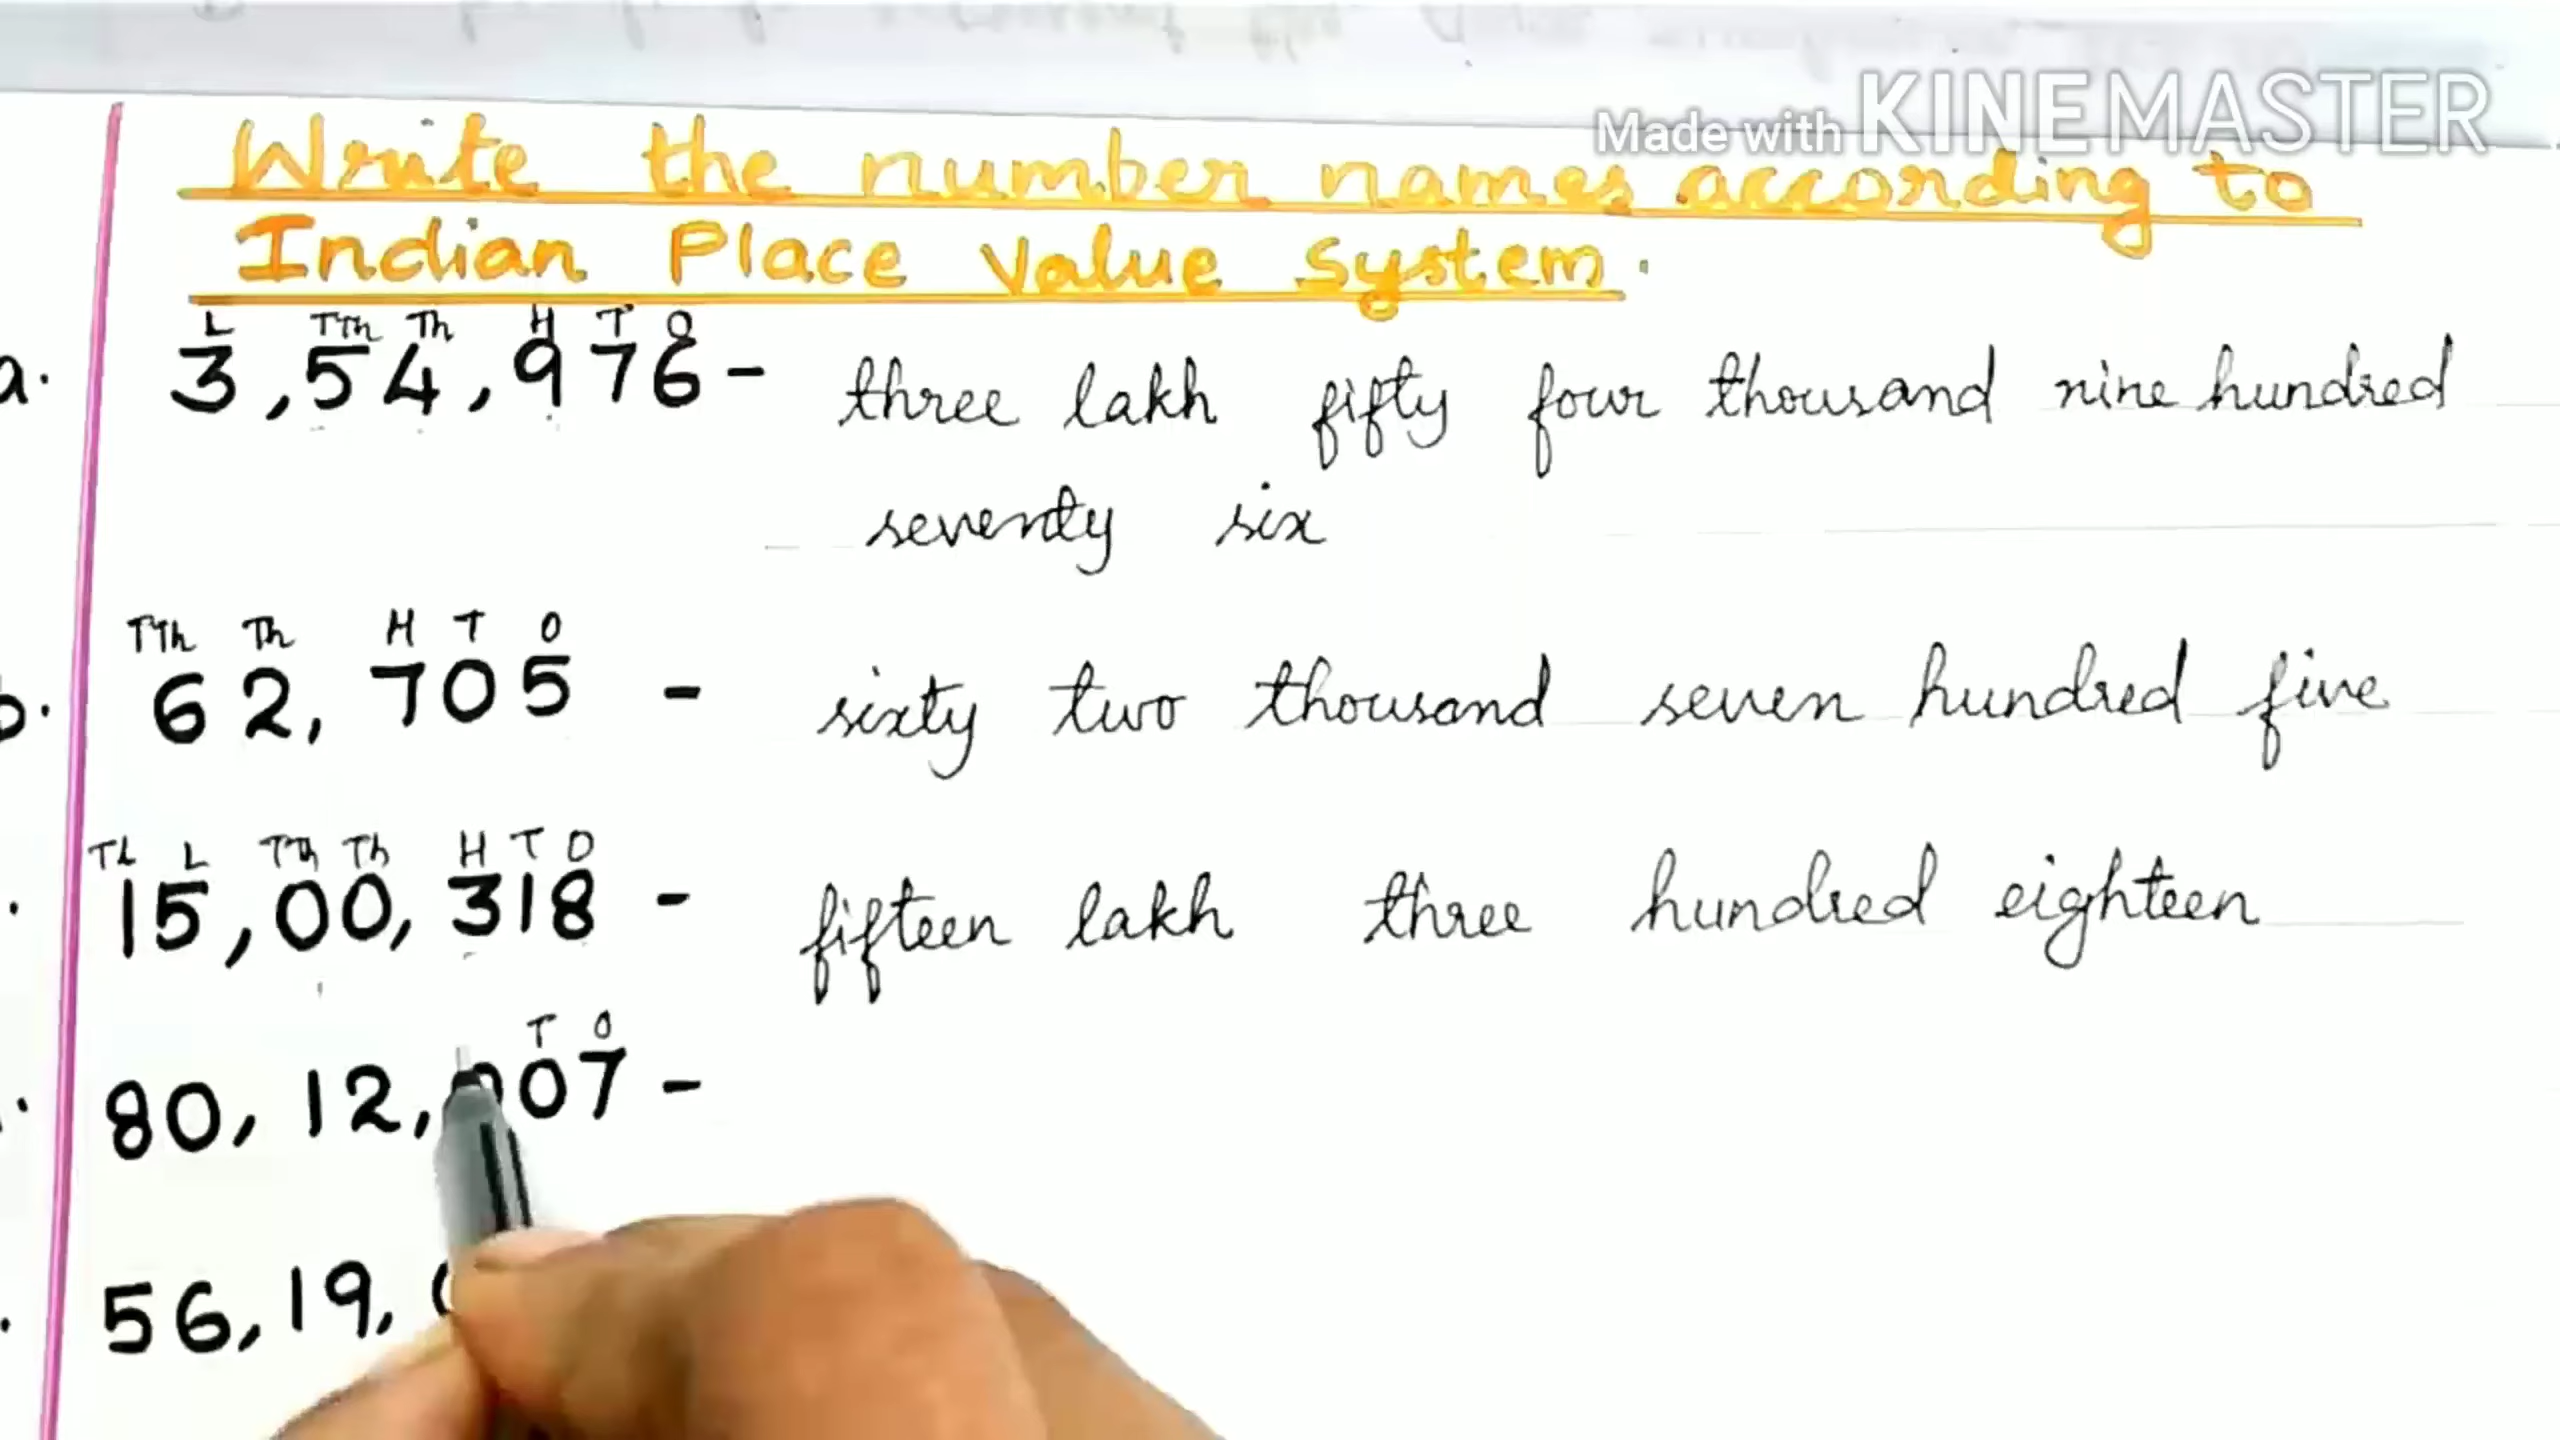 Made with KINEMASTER
Write the number names according to
Indian Place Value System.
L TTh Th H T O
a. 3,54,976 - three lakh fifty four thousand nine hundred
seventy six
TTh Th H T O
b. 62,705 - sixty two thousand seven hundred five
TL L TTh Th H T O
15,00,318 - fifteen lakh three hundred eighteen
T O
80,12,007 -
56,19,